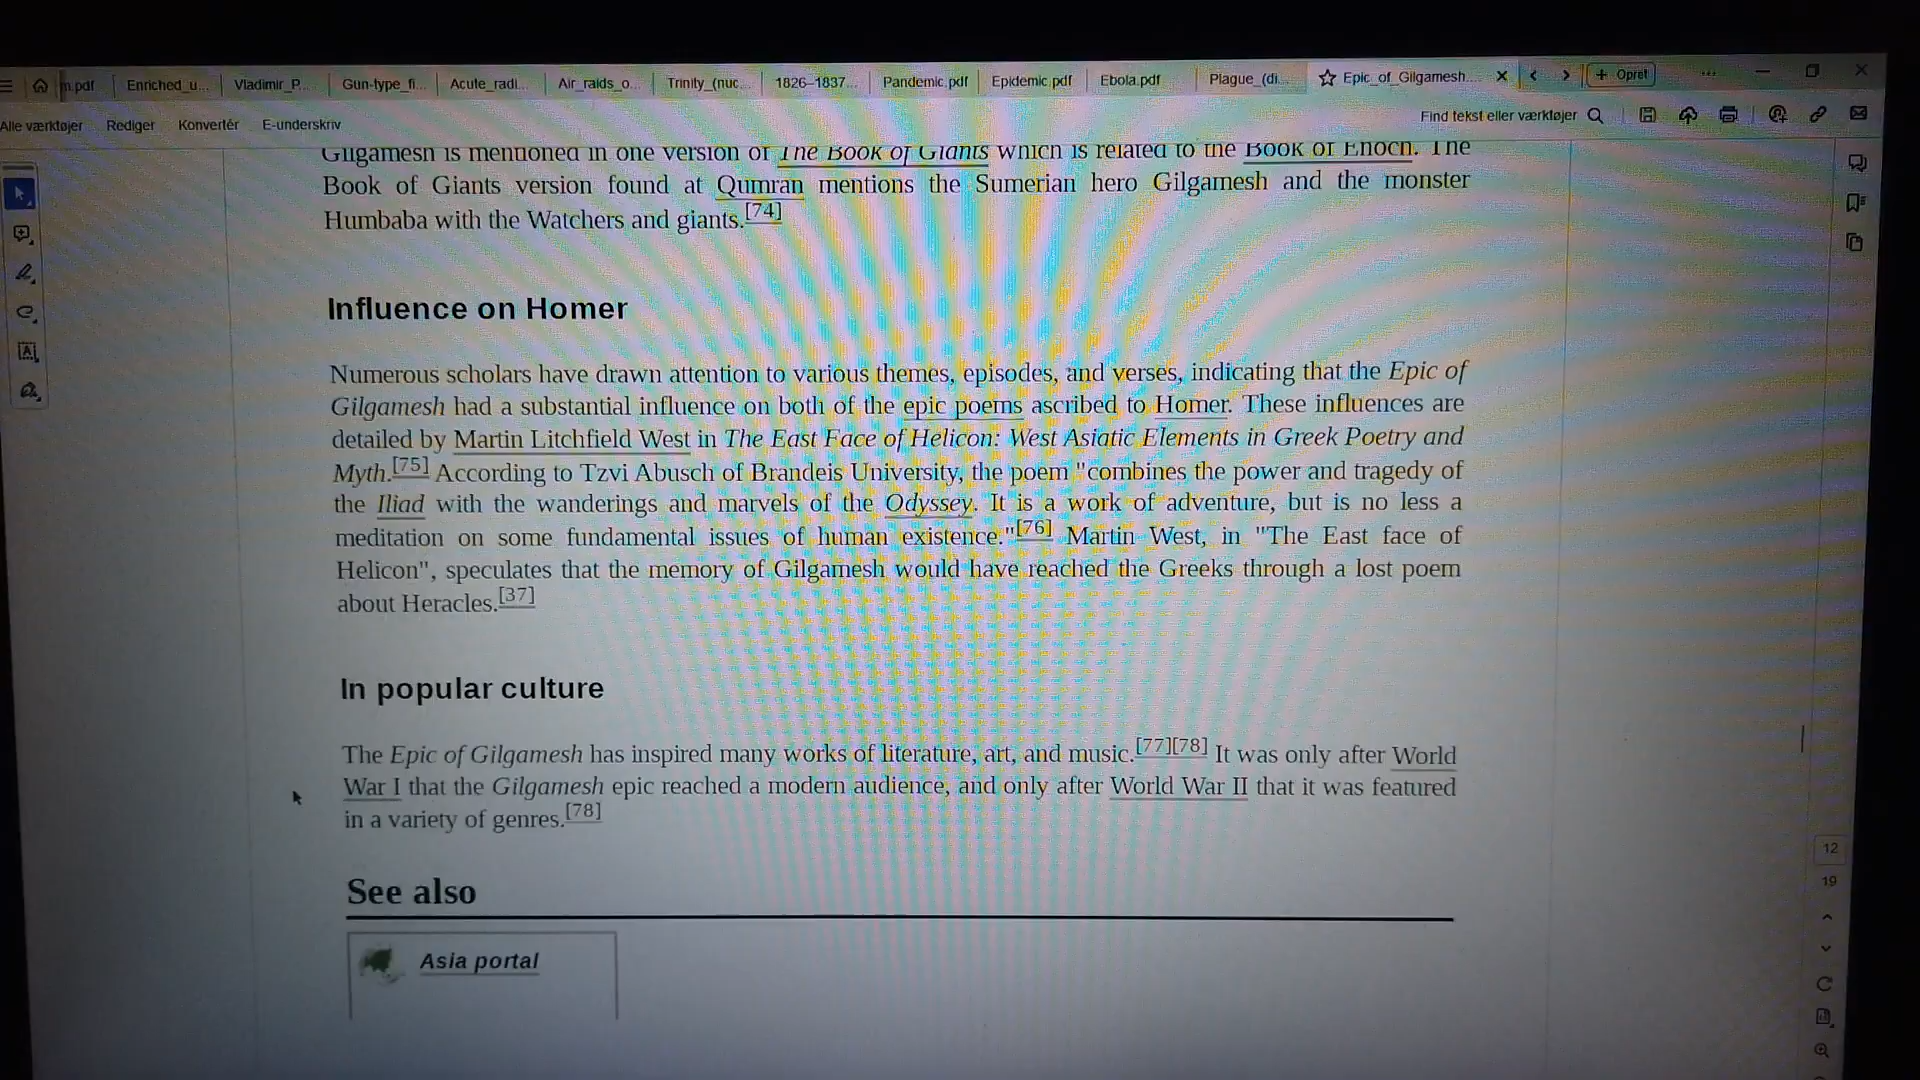 n.pdf
Enriched_u...
Vladimir_P...
Gun-type_fi...
Acute_radi...
Air_raids_o...
Trinity_(nuc...
1826–1837...
Pandemic.pdf
Epidemic.pdf
Ebola.pdf
Plague_(di...
Epic_of_Gilgamesh....
+ Opret
Alle værktøjer
Rediger
Konvertér
E-underskriv
Find tekst eller værktøjer
Gilgamesh is mentioned in one version of The Book of Giants which is related to the Book of Enoch. The
Book of Giants version found at Qumran mentions the Sumerian hero Gilgamesh and the monster
Humbaba with the Watchers and giants.[74]
Influence on Homer
Numerous scholars have drawn attention to various themes, episodes, and verses, indicating that the Epic of
Gilgamesh had a substantial influence on both of the epic poems ascribed to Homer. These influences are
detailed by Martin Litchfield West in The East Face of Helicon: West Asiatic Elements in Greek Poetry and
Myth.[75] According to Tzvi Abusch of Brandeis University, the poem "combines the power and tragedy of
the Iliad with the wanderings and marvels of the Odyssey. It is a work of adventure, but is no less a
meditation on some fundamental issues of human existence."[76] Martin West, in "The East face of
Helicon", speculates that the memory of Gilgamesh would have reached the Greeks through a lost poem
about Heracles.[37]
In popular culture
The Epic of Gilgamesh has inspired many works of literature, art, and music.[77][78] It was only after World
War I that the Gilgamesh epic reached a modern audience, and only after World War II that it was featured
in a variety of genres.[78]
See also
Asia portal
12
19